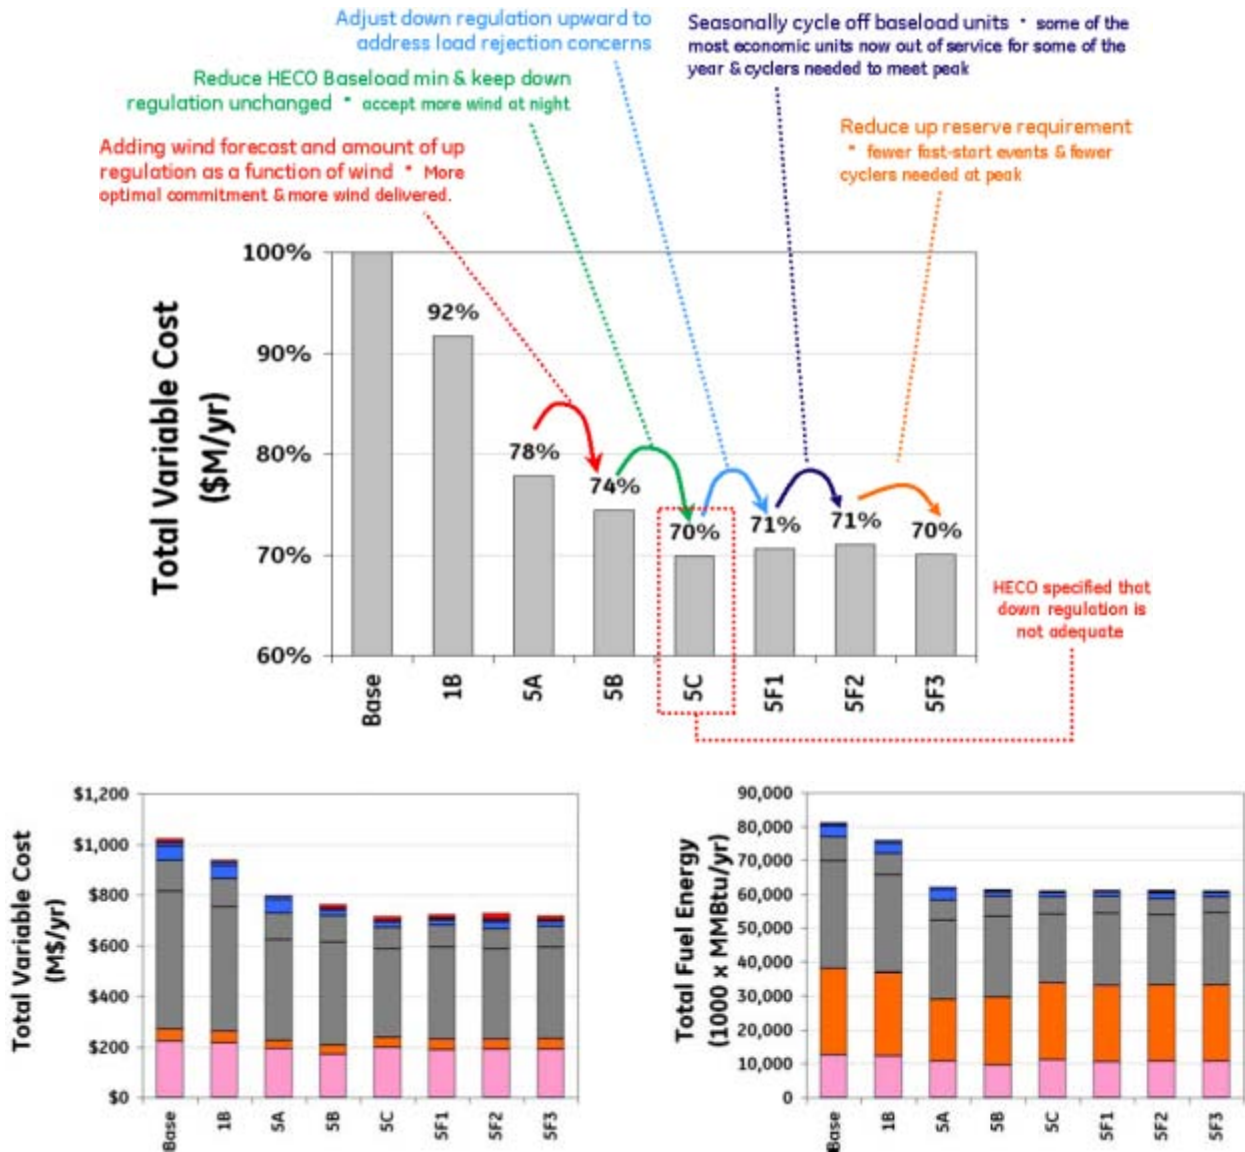 Adjust down regulation upward to
address load rejection concerns
Seasonally cycle off baseload units • some of the
most economic units now out of service for some of the
year & cyclers needed to meet peak
Reduce HECO Baseload min & keep down
regulation unchanged • accept more wind at night
Reduce up reserve requirement
• fewer fast-start events & fewer
cyclers needed at peak
Adding wind forecast and amount of up
regulation as a function of wind • More
optimal commitment & more wind delivered.
Total Variable Cost
($M/yr)
100%
90%
80%
70%
60%
92%
78%
74%
70%
71%
71%
70%
HECO specified that
down regulation is
not adequate
Base
1B
5A
5B
5C
5F1
5F2
5F3
Total Variable Cost
(M$/yr)
$1,200
$1,000
$800
$600
$400
$200
$0
Base
1B
5A
5B
5C
5F1
5F2
5F3
Total Fuel Energy
(1000 x MMBtu/yr)
90,000
80,000
70,000
60,000
50,000
40,000
30,000
20,000
10,000
0
Base
1B
5A
5B
5C
5F1
5F2
5F3